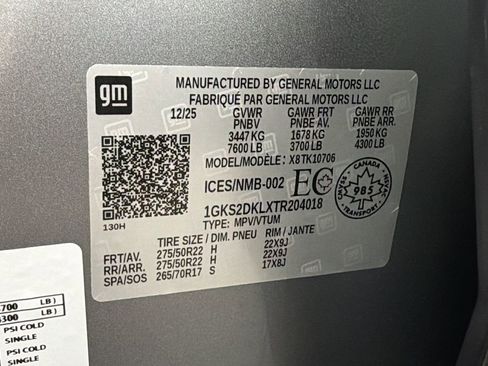 gm
MANUFACTURED BY GENERAL MOTORS LLC
FABRIQUÉ PAR GENERAL MOTORS LLC
12/25 GVWR GAWR FRT GAWR RR
PNBV PNBE AV. PNBE ARR.
3447 KG 1678 KG 1950 KG
7600 LB 3700 LB 4300 LB
MODEL/MODÈLE: X8TK10706
ICES/NMB-002 EC
CANADA
985
1GKS2DKLXTR204018
TYPE: MPV/VTUM
130H
TIRE SIZE / DIM. PNEU RIM / JANTE
FRT/AV. 275/50R22 H 22X9J
RR/ARR. 275/50R22 H 22X9J
SPA/SOS 265/70R17 S 17X8J
700 LB)
300 LB)
PSI COLD
SINGLE
PSI COLD
SINGLE